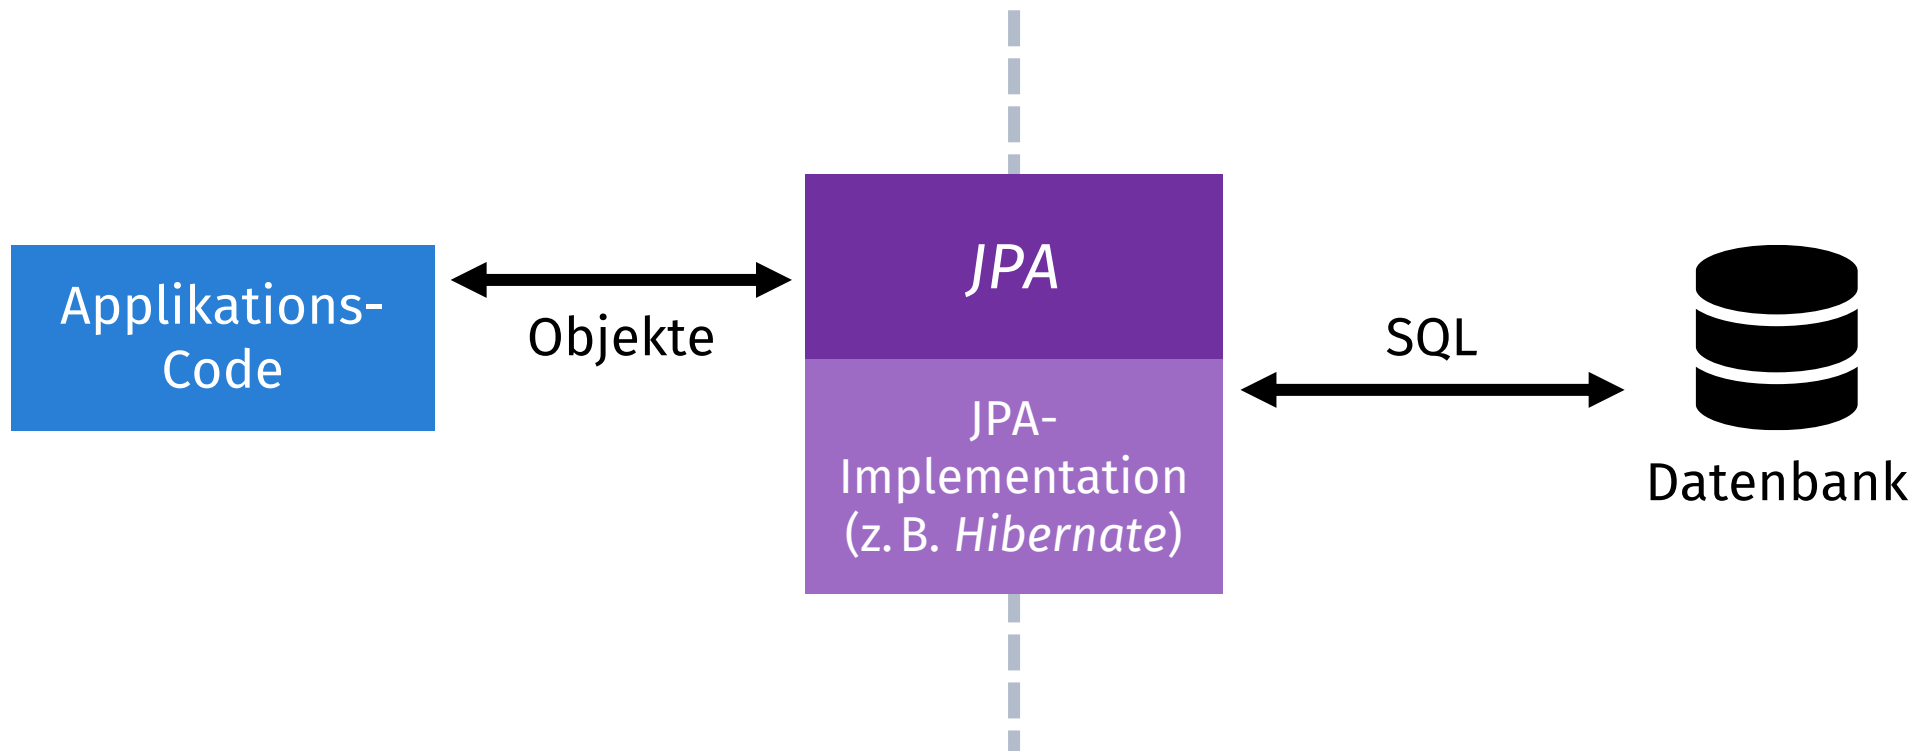 Applikations-
Code
Objekte
JPA
JPA-
Implementation
(z. B. Hibernate)
SQL
Datenbank